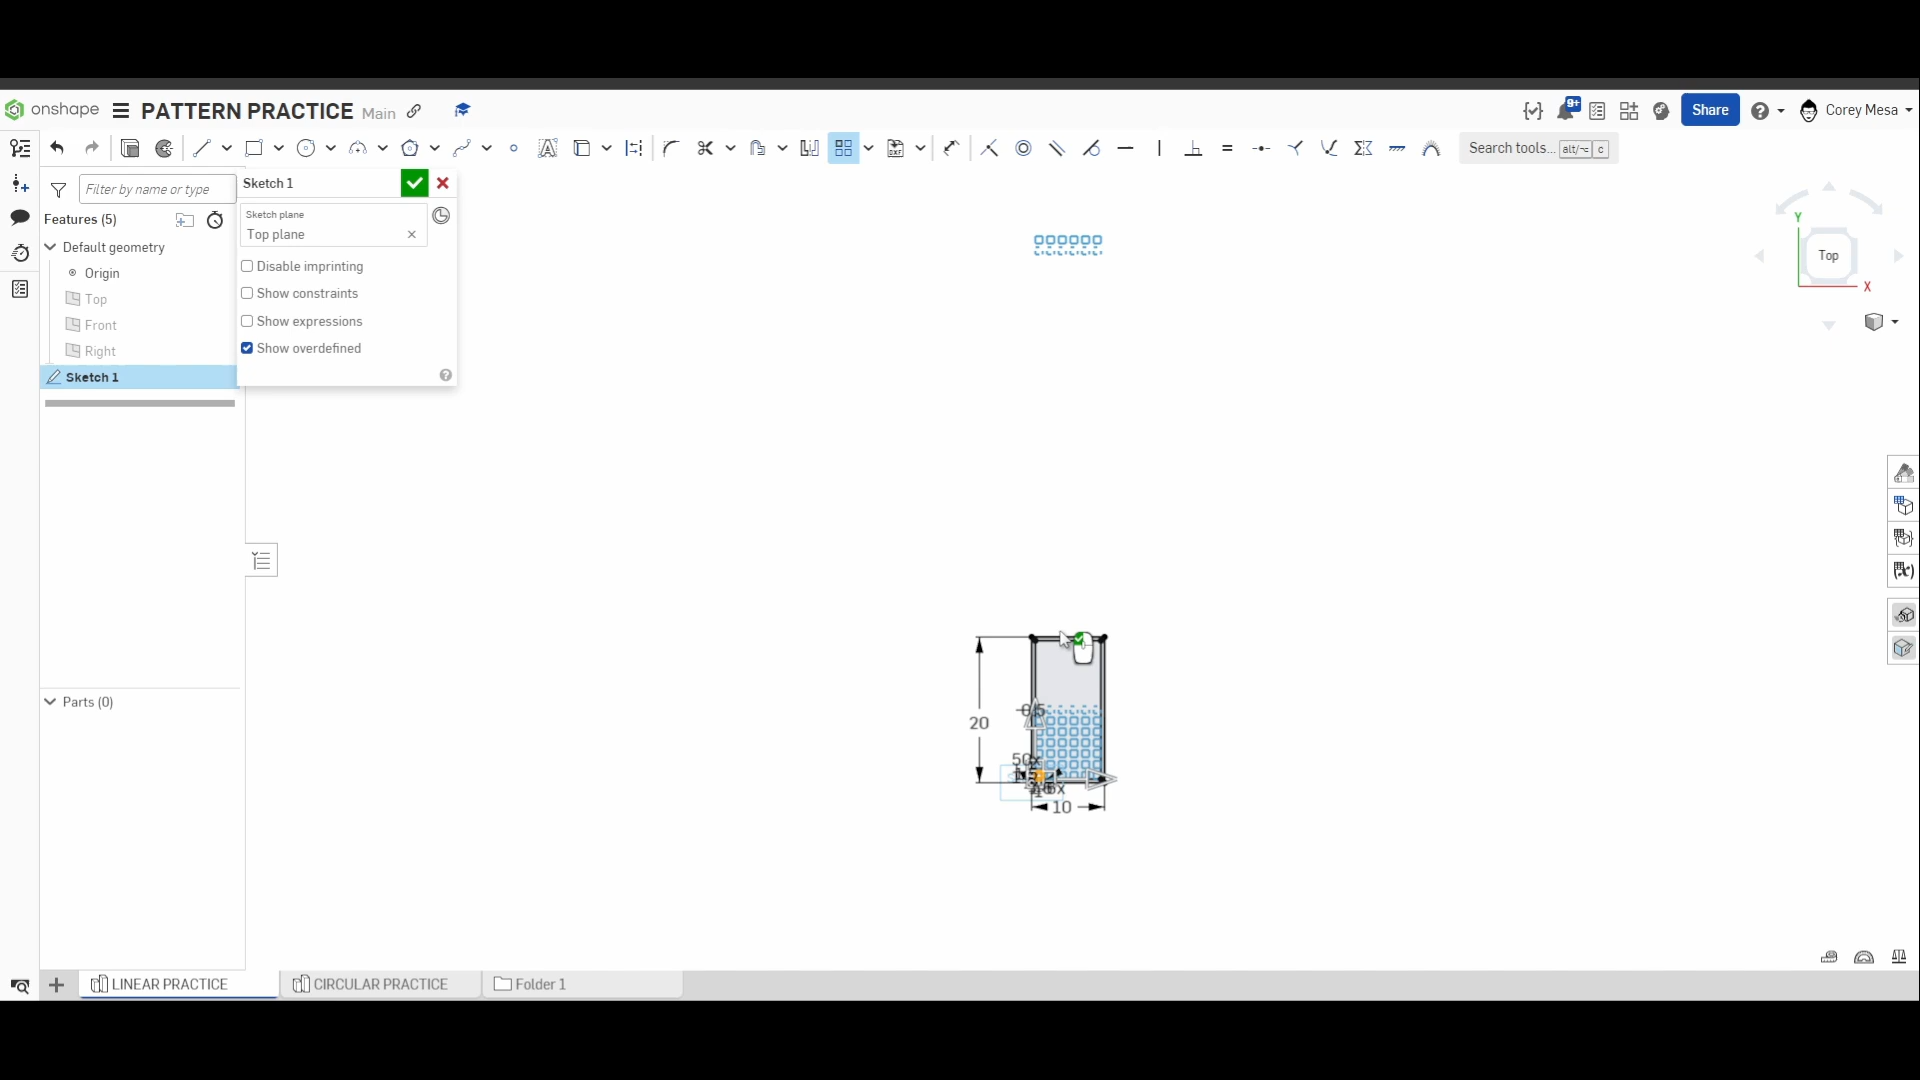 onshape PATTERN PRACTICE Main
9+ Share Corey Mesa
Search tools... alt/⌥ c
Filter by name or type
Features (5)
Default geometry
Origin
Top
Front
Right
Sketch 1
Sketch 1
Sketch plane
Top plane
Disable imprinting
Show constraints
Show expressions
Show overdefined
Y
Top
X
20
50x
10
Parts (0)
LINEAR PRACTICE CIRCULAR PRACTICE Folder 1